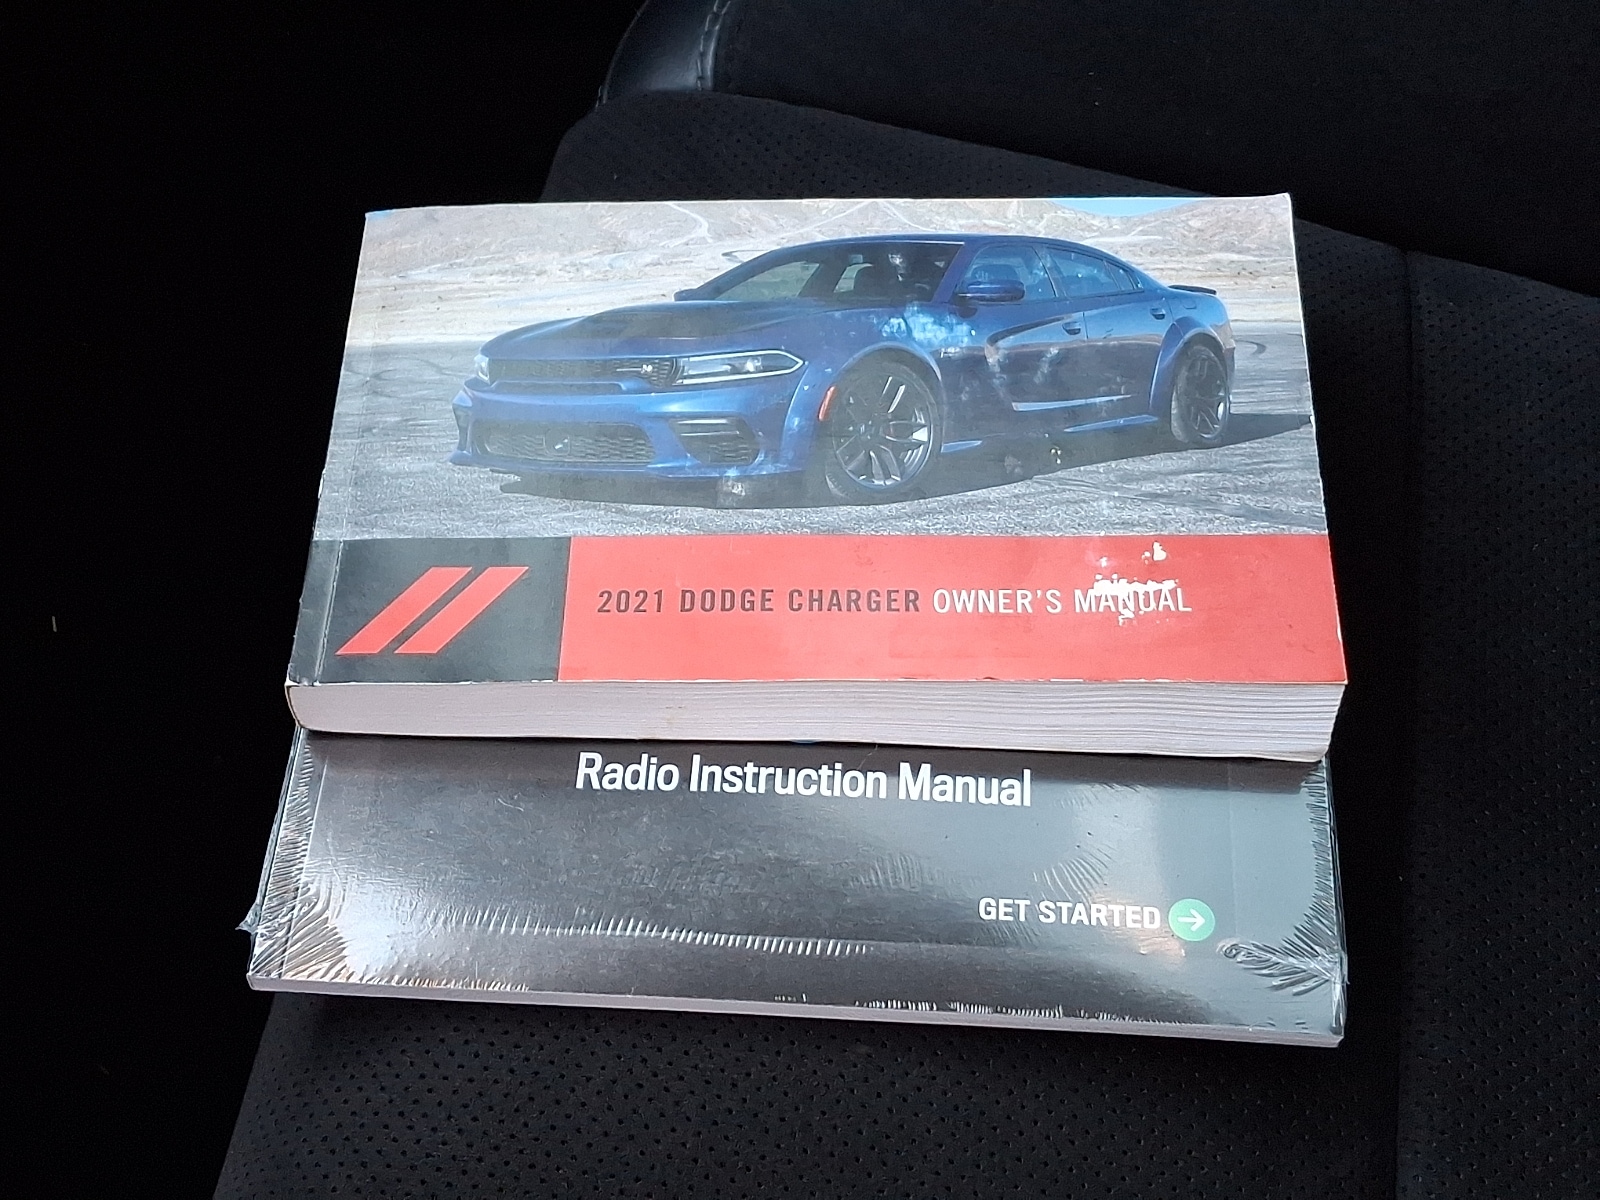 2021 DODGE CHARGER OWNER'S MANUAL
Radio Instruction Manual
GET STARTED